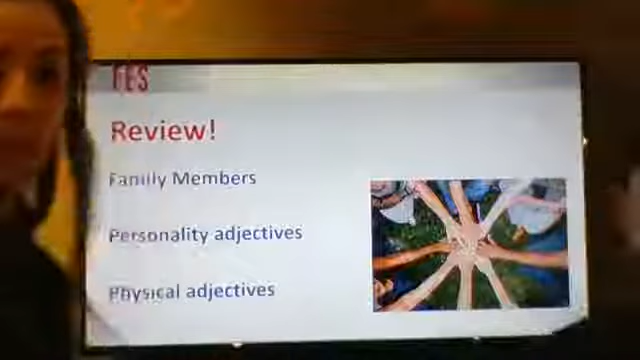 Review!
Family Members
Personality adjectives
Physical adjectives